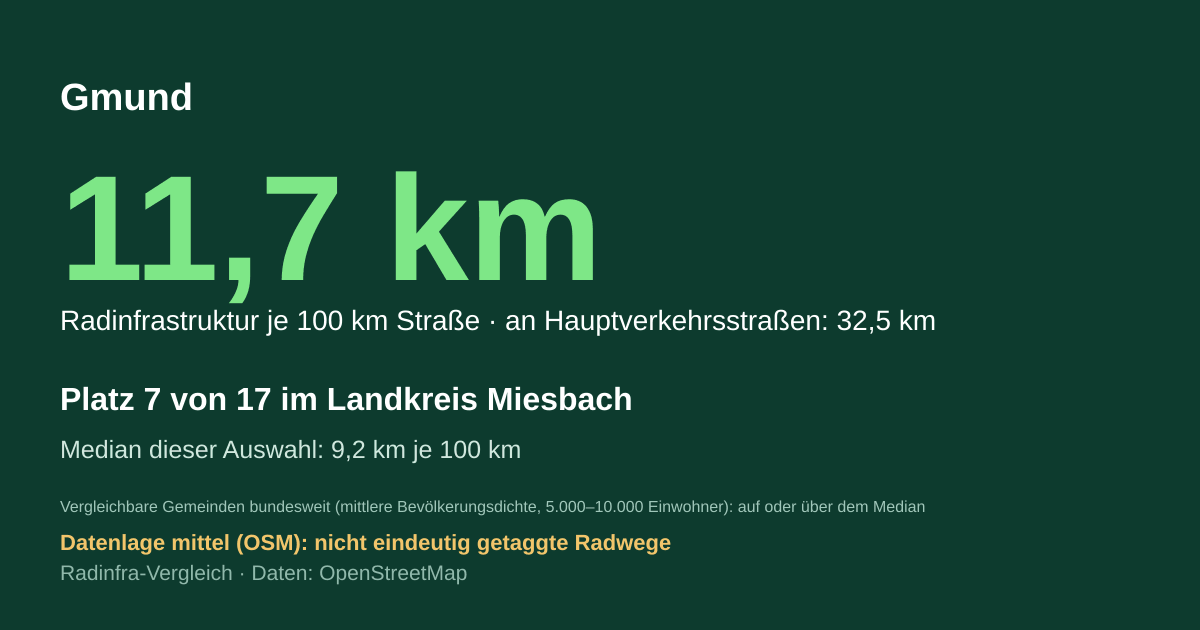 Gmund
11,7 km
Radinfrastruktur je 100 km Straße · an Hauptverkehrsstraßen: 32,5 km
Platz 7 von 17 im Landkreis Miesbach
Median dieser Auswahl: 9,2 km je 100 km
Vergleichbare Gemeinden bundesweit (mittlere Bevölkerungsdichte, 5.000–10.000 Einwohner): auf oder über dem Median
Datenlage mittel (OSM): nicht eindeutig getaggte Radwege
Radinfra-Vergleich · Daten: OpenStreetMap